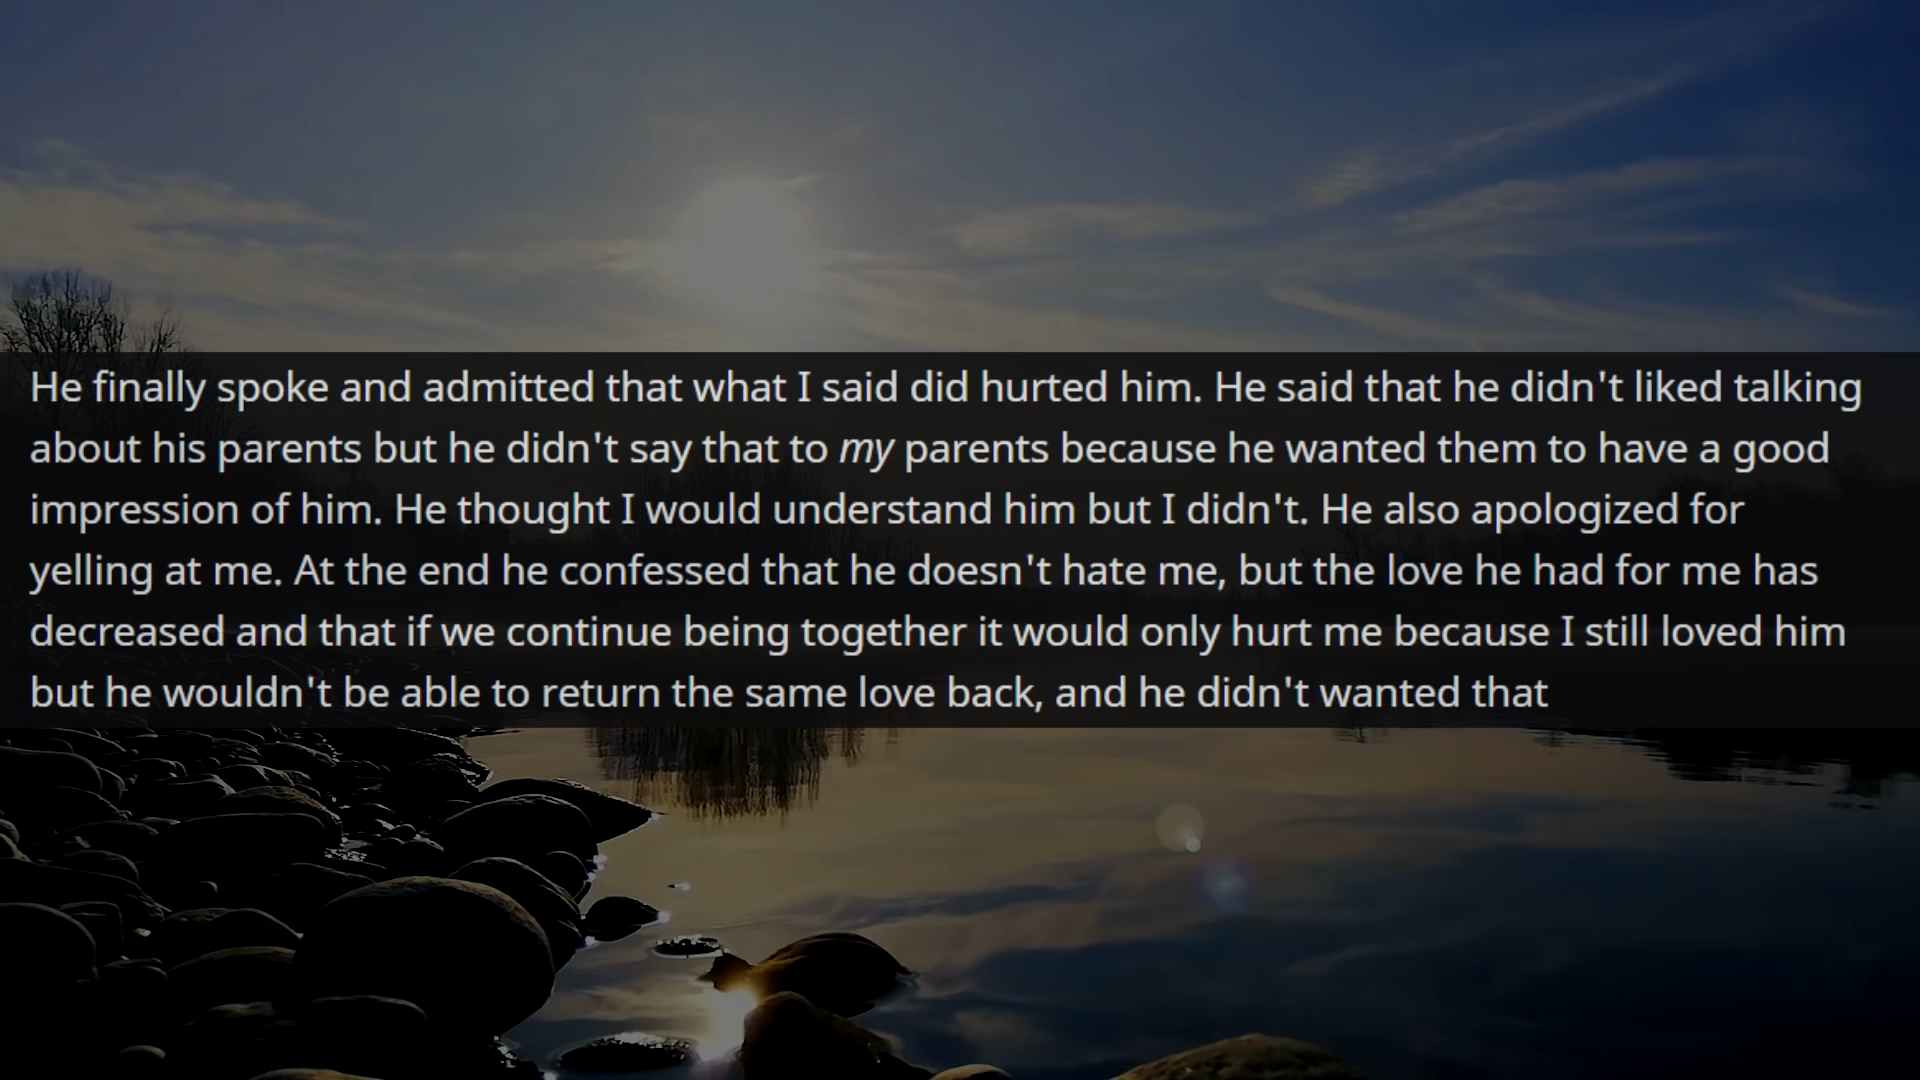 He finally spoke and admitted that what I said did hurted him. He said that he didn't liked talking
about his parents but he didn't say that to my parents because he wanted them to have a good
impression of him. He thought I would understand him but I didn't. He also apologized for
yelling at me. At the end he confessed that he doesn't hate me, but the love he had for me has
decreased and that if we continue being together it would only hurt me because I still loved him
but he wouldn't be able to return the same love back, and he didn't wanted that